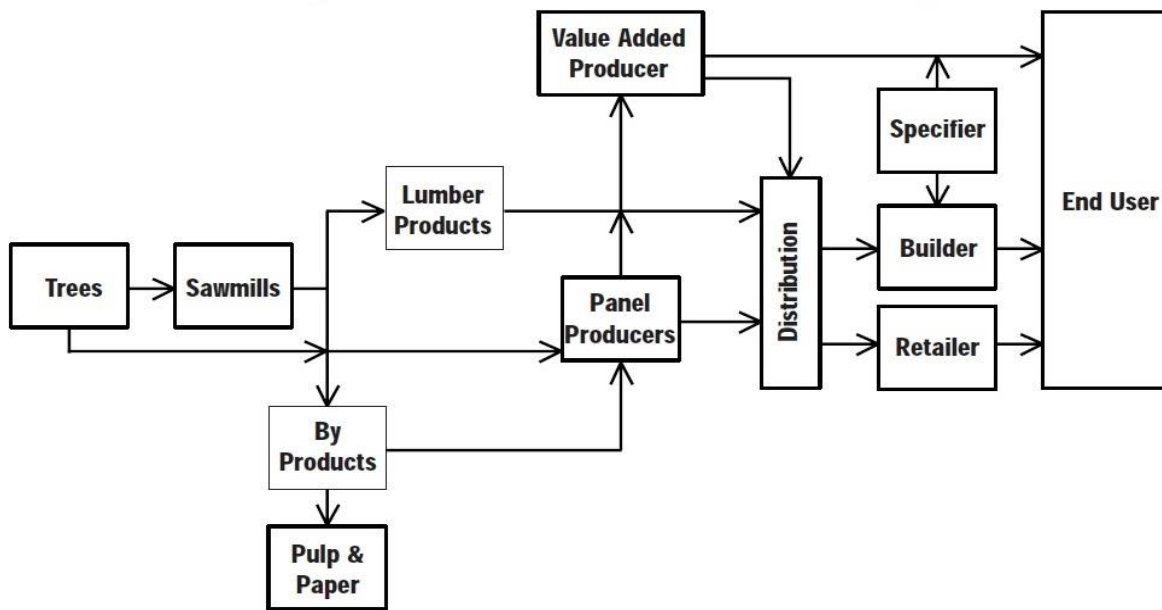 Value Added
Producer
Specifier
Lumber
Products
End User
Distribution
Builder
Trees
Sawmills
Panel
Producers
Retailer
By
Products
Pulp &
Paper